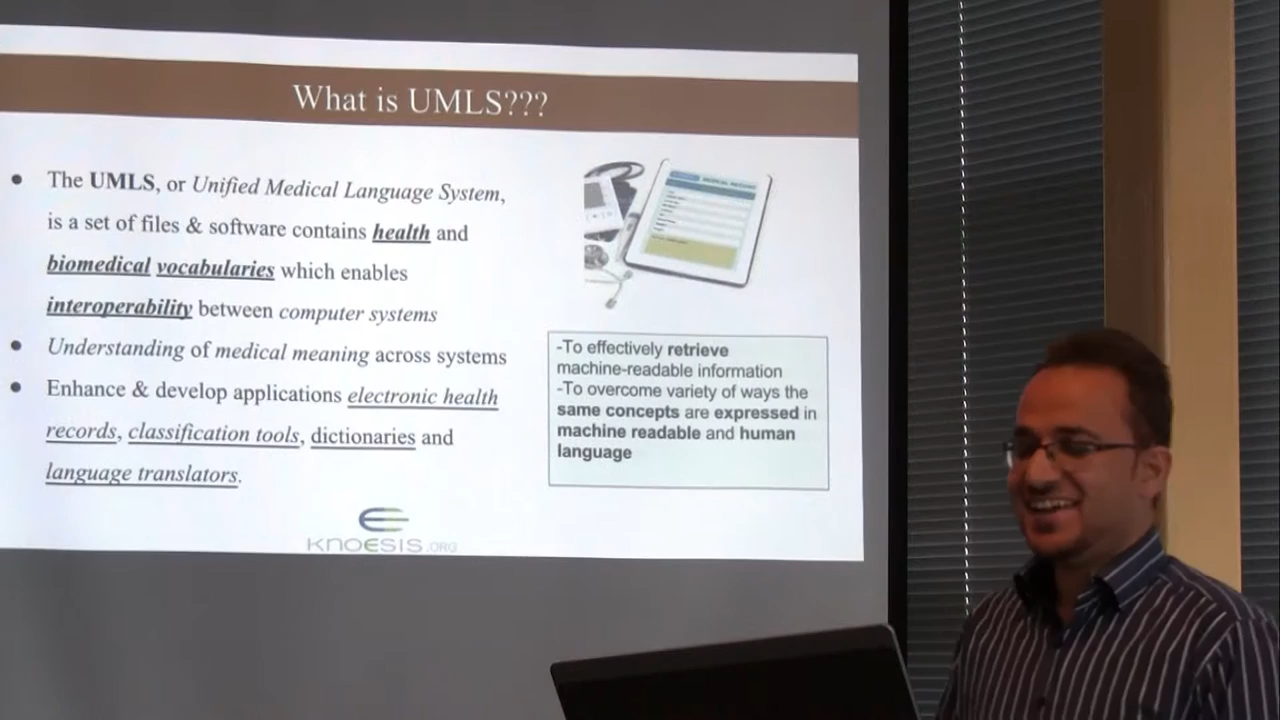 What is UMLS???
● The UMLS, or Unified Medical Language System,
is a set of files & software contains health and
biomedical vocabularies which enables
interoperability between computer systems
● Understanding of medical meaning across systems
● Enhance & develop applications electronic health
records, classification tools, dictionaries and
language translators.
-To effectively retrieve
machine-readable information
-To overcome variety of ways the
same concepts are expressed in
machine readable and human
language
KNOESIS.ORG